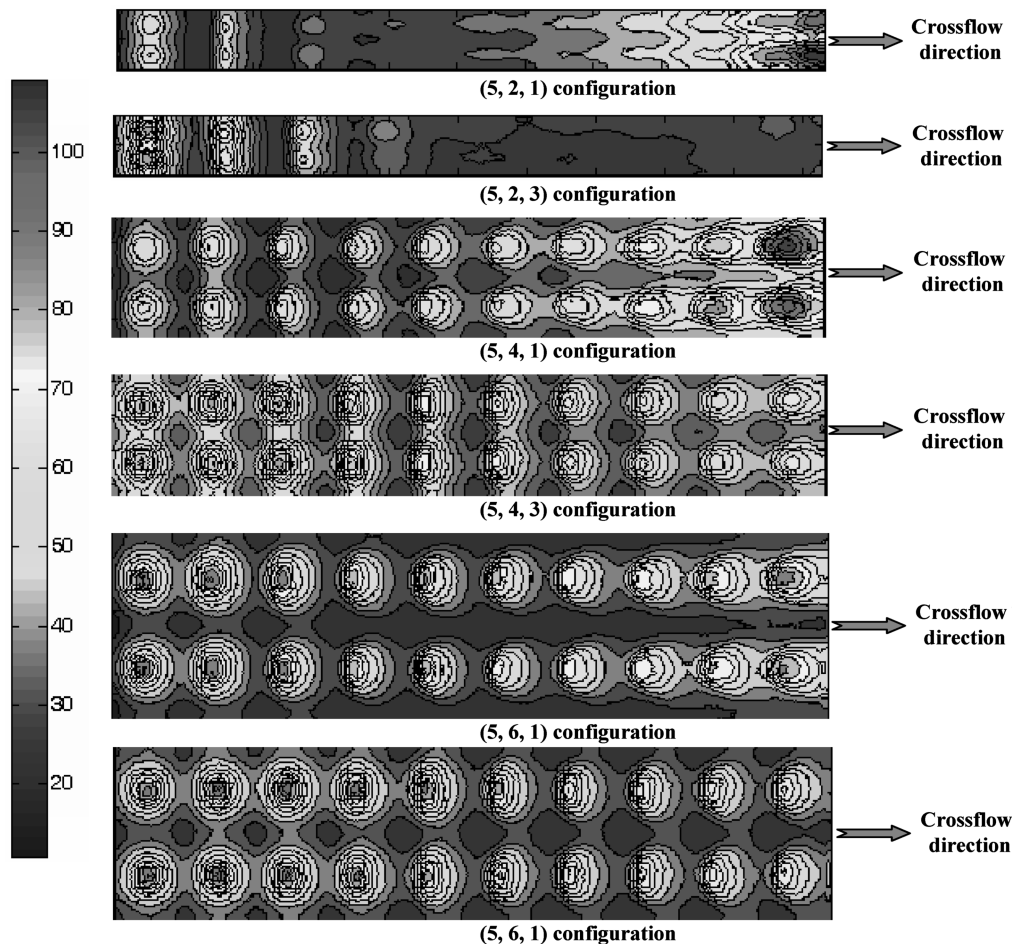 Crossflow
direction
(5, 2, 1) configuration
Crossflow
direction
(5, 2, 3) configuration
100
90
80
70
60
50
40
30
20
Crossflow
direction
(5, 4, 1) configuration
Crossflow
direction
(5, 4, 3) configuration
Crossflow
direction
(5, 6, 1) configuration
Crossflow
direction
(5, 6, 1) configuration